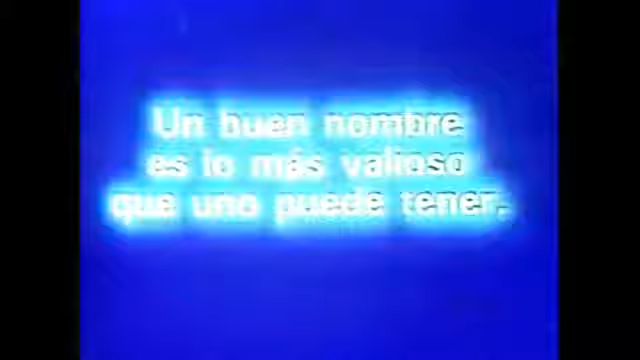 Un buen nombre
es lo más valioso
que uno puede tener.